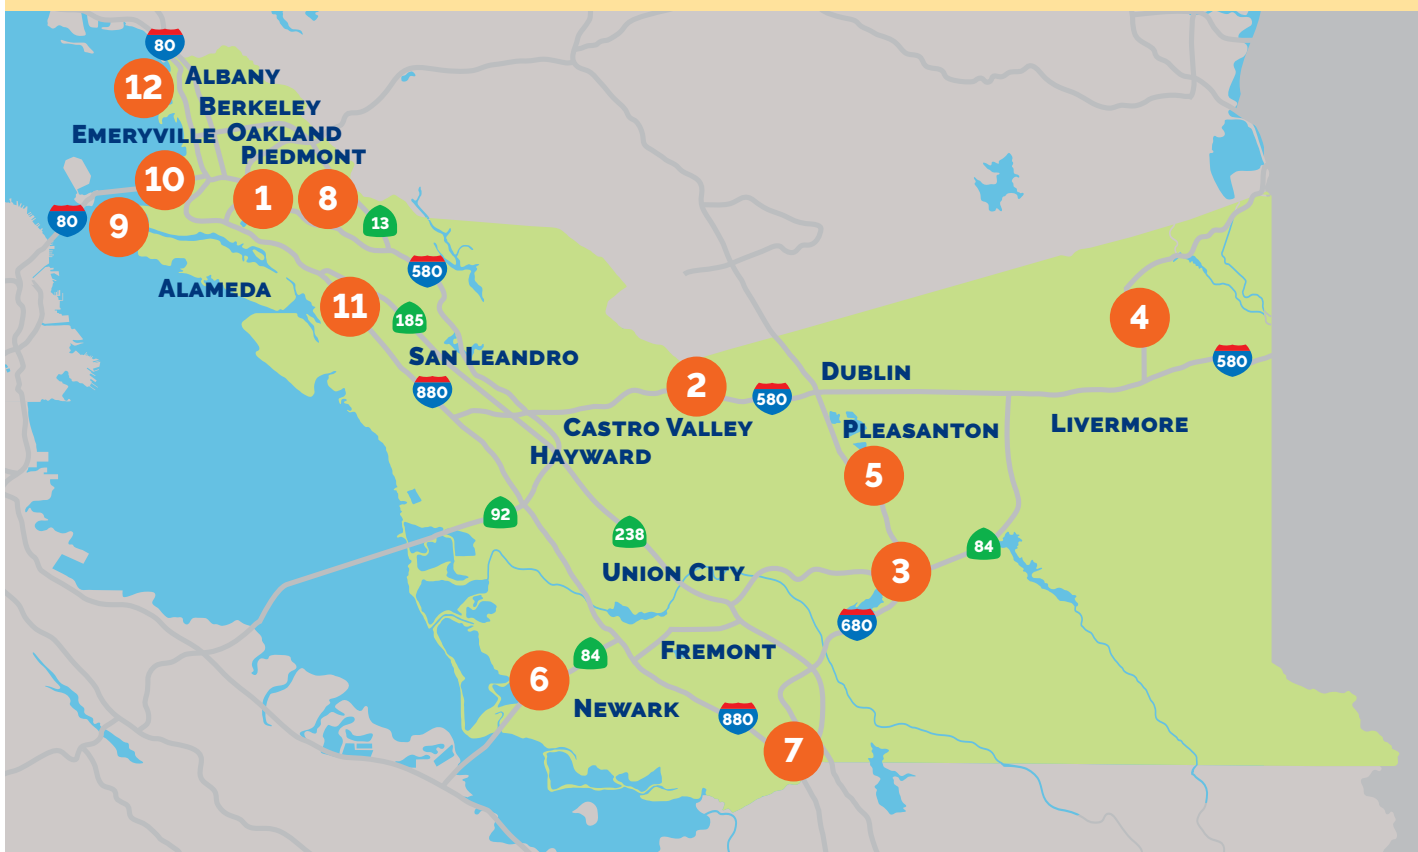 80
12
ALBANY
BERKELEY
EMERYVILLE
OAKLAND
PIEDMONT
10
1
8
80
9
13
580
ALAMEDA
11
185
4
SAN LEANDRO
880
2
580
DUBLIN
580
CASTRO VALLEY
PLEASANTON
LIVERMORE
HAYWARD
5
92
238
84
UNION CITY
3
680
84
FREMONT
6
NEWARK
880
7